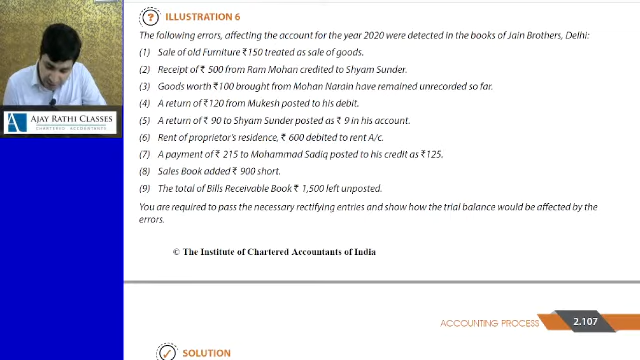 ILLUSTRATION 6
The following errors, affecting the account for the year 2020 were detected in the books of Jain Brothers, Delhi:
(1) Sale of old Furniture ₹ 150 treated as sale of goods.
(2) Receipt of ₹ 500 from Ram Mohan credited to Shyam Sunder.
(3) Goods worth ₹ 100 brought from Mohan Narain have remained unrecorded so far.
(4) A return of ₹ 120 from Mukesh posted to his debit.
(5) A return of ₹ 90 to Shyam Sunder posted as ₹ 9 in his account.
(6) Rent of proprietor's residence, ₹ 600 debited to rent A/c.
(7) A payment of ₹ 215 to Mohammad Sadiq posted to his credit as ₹ 125.
(8) Sales Book added ₹ 900 short.
(9) The total of Bills Receivable Book ₹ 1,500 left unposted.
You are required to pass the necessary rectifying entries and show how the trial balance would be affected by the
errors.
© The Institute of Chartered Accountants of India
ACCOUNTING PROCESS 2.107
SOLUTION
AJAY RATHI CLASSES
CHARTERED ACCOUNTANTS